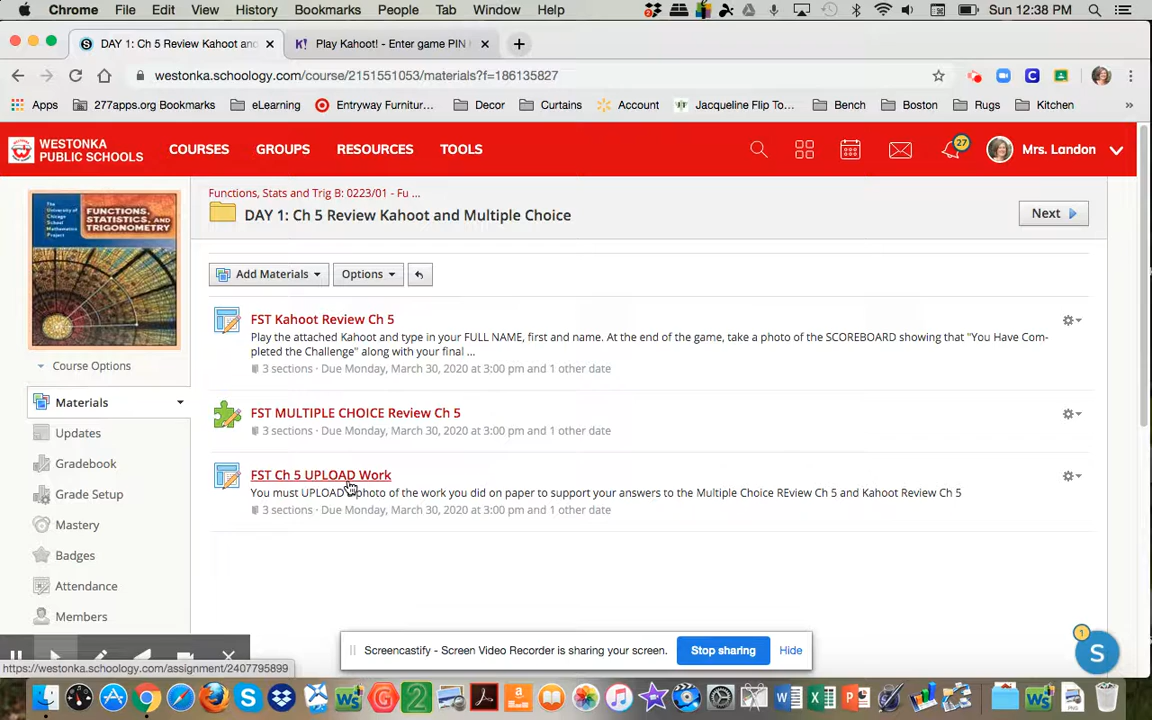 Chrome File Edit View History Bookmarks People Tab Window Help Sun 12:38 PM
DAY 1: Ch 5 Review Kahoot and
Play Kahoot! - Enter game PIN
westonka.schoology.com/course/2151551053/materials?f=186135827
Apps 277apps.org Bookmarks eLearning Entryway Furnitur... Decor Curtains Account Jacqueline Flip To... Bench Boston Rugs Kitchen »
WESTONKA
PUBLIC SCHOOLS
COURSES GROUPS RESOURCES TOOLS 27 Mrs. Landon
Functions, Stats and Trig B: 0223/01 - Fu ...
DAY 1: Ch 5 Review Kahoot and Multiple Choice
Next
FUNCTIONS,
STATISTICS, AND
TRIGONOMETRY
Add Materials Options
FST Kahoot Review Ch 5
Play the attached Kahoot and type in your FULL NAME, first and name. At the end of the game, take a photo of the SCOREBOARD showing that "You Have Com-
pleted the Challenge" along with your final ...
3 sections · Due Monday, March 30, 2020 at 3:00 pm and 1 other date
FST MULTIPLE CHOICE Review Ch 5
3 sections · Due Monday, March 30, 2020 at 3:00 pm and 1 other date
FST Ch 5 UPLOAD Work
You must UPLOAD photo of the work you did on paper to support your answers to the Multiple Choice REview Ch 5 and Kahoot Review Ch 5
3 sections · Due Monday, March 30, 2020 at 3:00 pm and 1 other date
Course Options
Materials
Updates
Gradebook
Grade Setup
Mastery
Badges
Attendance
Members
Screencastify - Screen Video Recorder is sharing your screen. Stop sharing Hide
1
S
https://westonka.schoology.com/assignment/2407795899